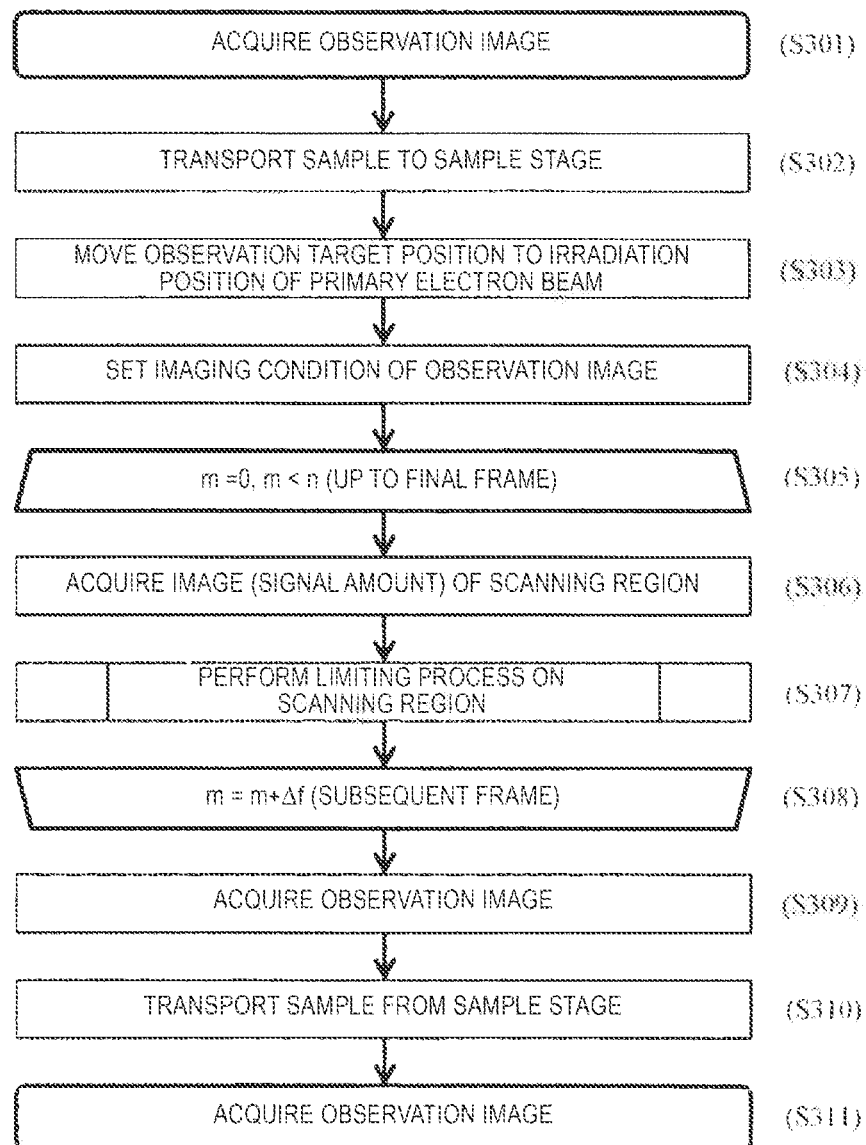 ACQUIRE OBSERVATION IMAGE (S301)
TRANSPORT SAMPLE TO SAMPLE STAGE (S302)
MOVE OBSERVATION TARGET POSITION TO IRRADIATION
POSITION OF PRIMARY ELECTRON BEAM (S303)
SET IMAGING CONDITION OF OBSERVATION IMAGE (S304)
m =0, m < n (UP TO FINAL FRAME) (S305)
ACQUIRE IMAGE (SIGNAL AMOUNT) OF SCANNING REGION (S306)
PERFORM LIMITING PROCESS ON
SCANNING REGION (S307)
m = m+Δf (SUBSEQUENT FRAME) (S308)
ACQUIRE OBSERVATION IMAGE (S309)
TRANSPORT SAMPLE FROM SAMPLE STAGE (S310)
ACQUIRE OBSERVATION IMAGE (S311)